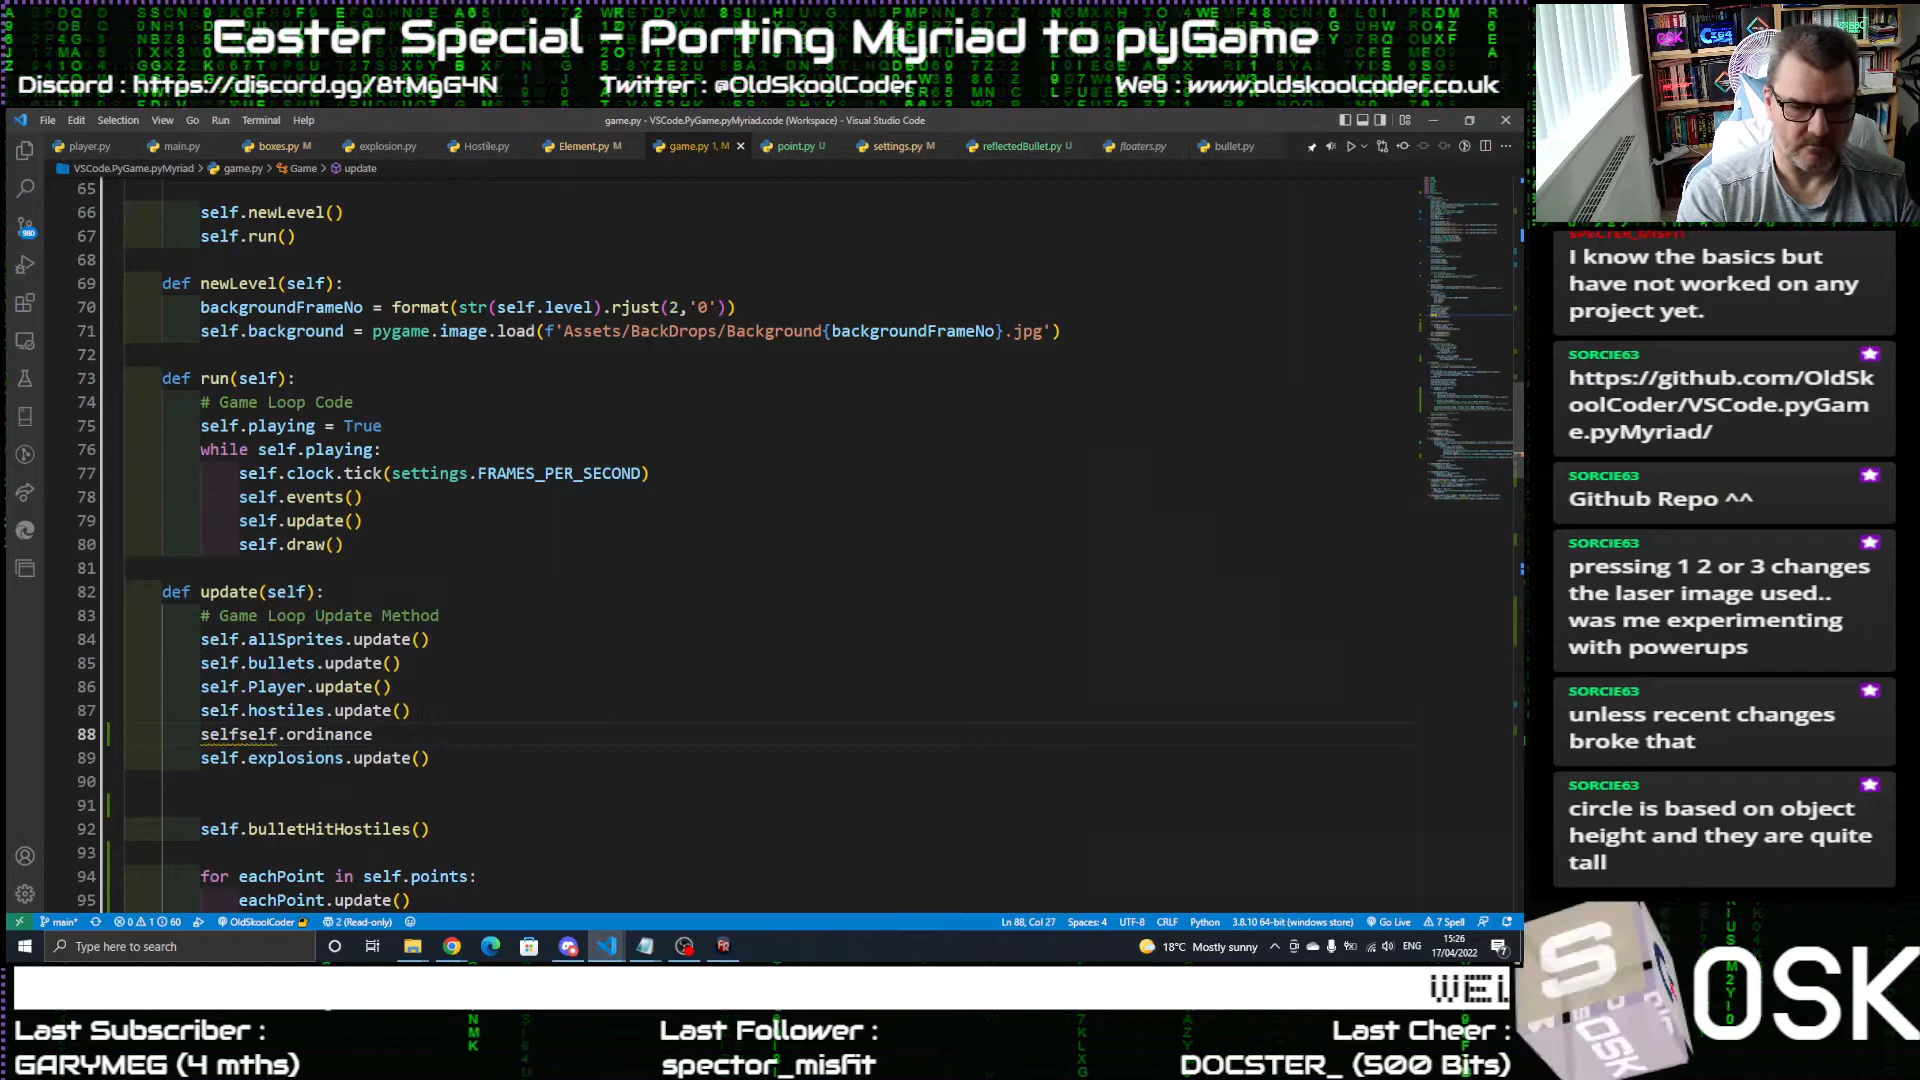 Easter Special - Porting Myriad to pyGame
Discord : https://discord.gg/8tMgG4N
Twitter : @OldSkoolCoder
Web : www.oldskoolcoder.co.uk
File Edit Selection View Go Run Terminal Help
game.py - VSCode.PyGame.pyMyriad.code (Workspace) - Visual Studio Code
player.py
main.py
boxes.py M
explosion.py
Hostile.py
Element.py M
game.py 1, M
point.py U
settings.py M
reflectedBullet.py U
floaters.py
bullet.py
VSCode.PyGame.pyMyriad > game.py > Game > update
65
66 self.newLevel()
67 self.run()
68
69 def newLevel(self):
70 backgroundFrameNo = format(str(self.level).rjust(2,'0'))
71 self.background = pygame.image.load(f'Assets/BackDrops/Background{backgroundFrameNo}.jpg')
72
73 def run(self):
74 # Game Loop Code
75 self.playing = True
76 while self.playing:
77 self.clock.tick(settings.FRAMES_PER_SECOND)
78 self.events()
79 self.update()
80 self.draw()
81
82 def update(self):
83 # Game Loop Update Method
84 self.allSprites.update()
85 self.bullets.update()
86 self.Player.update()
87 self.hostiles.update()
88 selfself.ordinance
89 self.explosions.update()
90
91
92 self.bulletHitHostiles()
93
94 for eachPoint in self.points:
95 eachPoint.update()
980
main*
0 1 60
OldSkoolCoder
2 (Read-only)
Ln 88, Col 27
Spaces: 4
UTF-8
CRLF
Python
3.8.10 64-bit (windows store)
Go Live
7 Spell
Type here to search
18°C Mostly sunny
ENG
15:26
17/04/2022
7
SPECTER_MISFIT
I know the basics but
have not worked on any
project yet.
SORCIE63
https://github.com/OldSk
oolCoder/VSCode.pyGam
e.pyMyriad/
SORCIE63
Github Repo ^^
SORCIE63
pressing 1 2 or 3 changes
the laser image used..
was me experimenting
with powerups
SORCIE63
unless recent changes
broke that
SORCIE63
circle is based on object
height and they are quite
tall
WEL
Last Subscriber :
GARYMEG (4 mths)
Last Follower :
spector_misfit
Last Cheer :
DOCSTER_ (500 Bits)
OSK